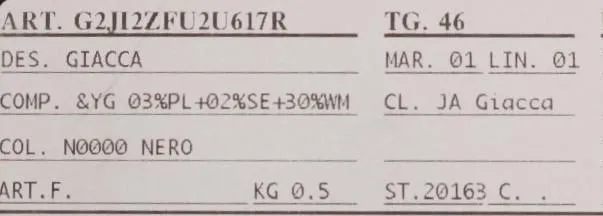 ART. G2JI2ZFU2U617R TG. 46
DES. GIACCA MAR. 01 LIN. 01
COMP. &YG 03%PL+02%SE+30%WM CL. JA Giacca
COL. N0000 NERO
ART.F. KG 0.5 ST.20163 C. .